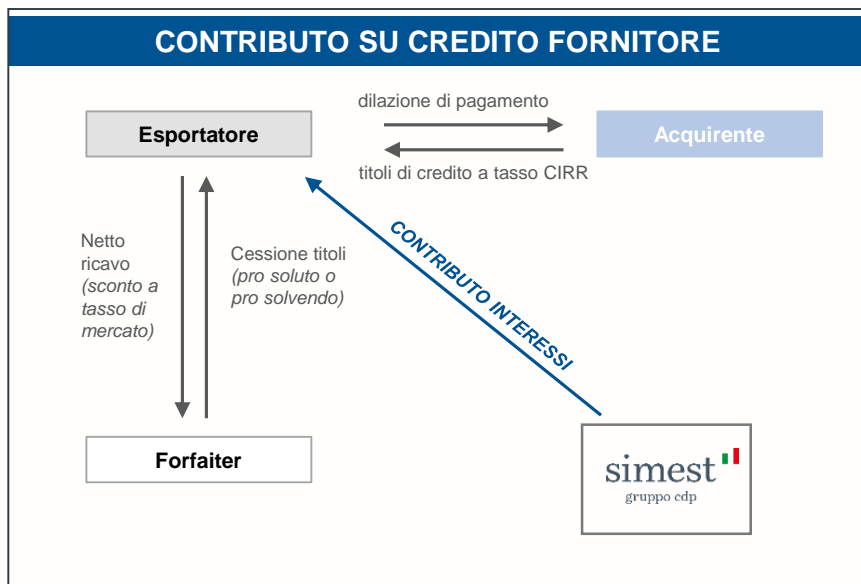 CONTRIBUTO SU CREDITO FORNITORE
dilazione di pagamento
Esportatore
Acquirente
titoli di credito a tasso CIRR
Netto
ricavo
(sconto a
tasso di
mercato)
Cessione titoli
(pro soluto o
pro solvendo)
CONTRIBUTO INTERESSI
Forfaiter
simest
gruppo cdp